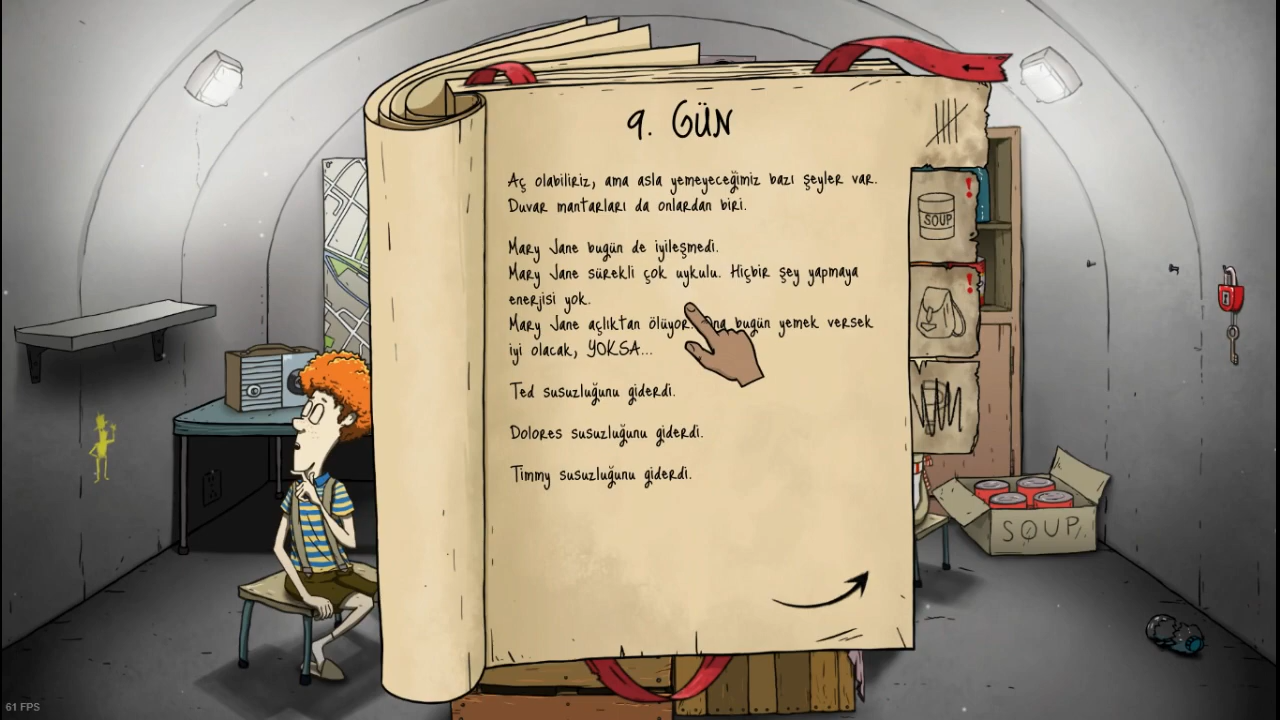 9. GÜN
Aç olabiliriz, ama asla yemeyeceğimiz bazı şeyler var.
Duvar mantarları da onlardan biri.
Mary Jane bugün de iyileşmedi.
Mary Jane sürekli çok uykulu. Hiçbir şey yapmaya
enerjisi yok.
Mary Jane açlıktan ölüyor. Ona bugün yemek versek
iyi olacak, YOKSA...
Ted susuzluğunu giderdi.
Dolores susuzluğunu giderdi.
Timmy susuzluğunu giderdi.
SOUP
SOUP
61 FPS